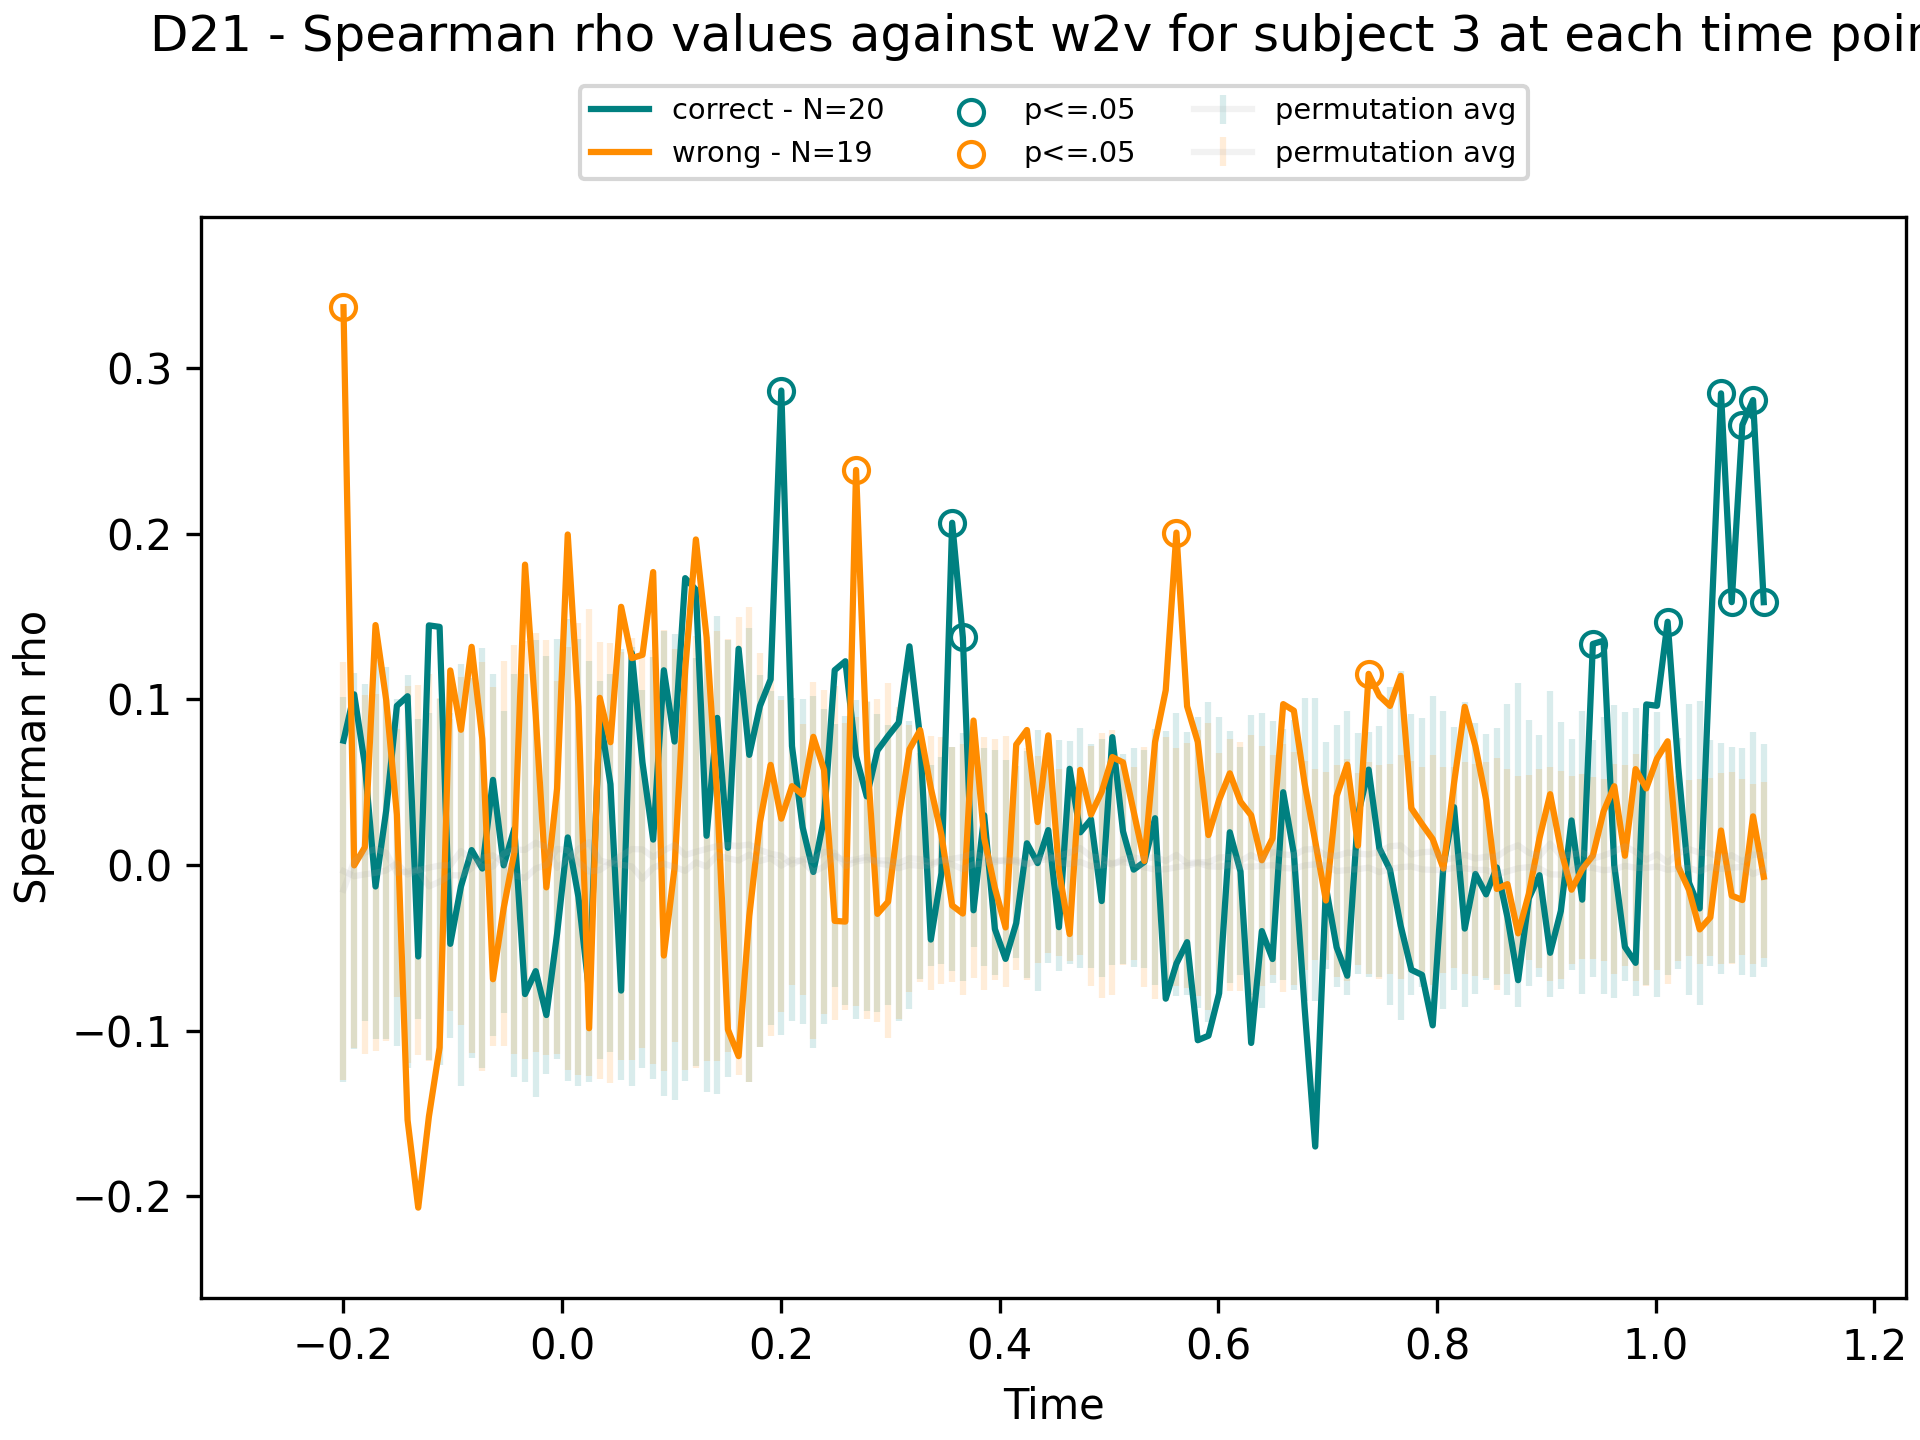 D21 - Spearman rho values against w2v for subject 3 at each time
correct - N=20
wrong - N=19
p<=.05
p<=.05
permutation avg
permutation avg
Spearman rho
0.3
0.2
0.1
0.0
−0.1
−0.2
−0.2 0.0 0.2 0.4 0.6 0.8 1.0 1.2
Time